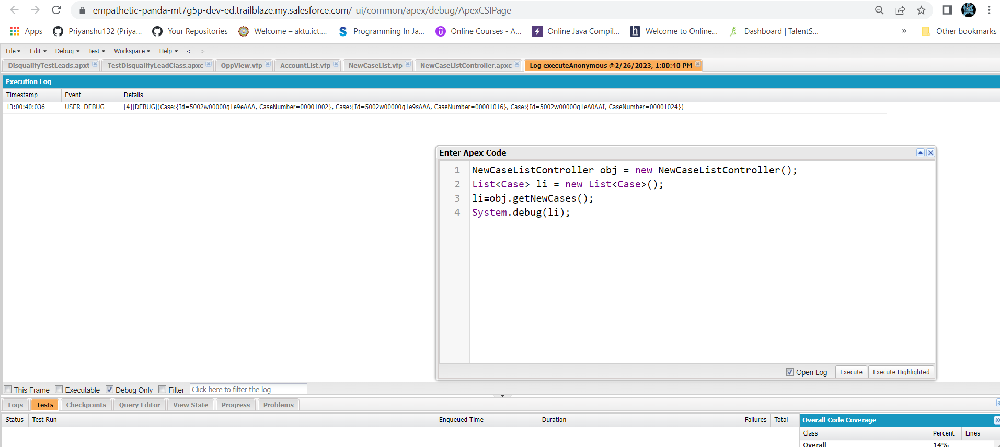 empathetic-panda-mt7g5p-dev-ed.trailblaze.my.salesforce.com/_ui/common/apex/debug/ApexCSIPage
Apps Priyanshu132 (Priya... Your Repositories Welcome – aktu.ict.... Programming In Ja... Online Courses - A... Online Java Compil... Welcome to Online... Dashboard | TalentS... » Other bookmarks
File Edit Debug Test Workspace Help < >
DisqualifyTestLeads.apxt TestDisqualifyLeadClass.apxc OppView.vfp AccountList.vfp NewCaseList.vfp NewCaseListController.apxc Log executeAnonymous @2/26/2023, 1:00:40 PM
Execution Log
Timestamp Event Details
13:00:40:036 USER_DEBUG [4]|DEBUG|(Case:{Id=5002w00000g1e9eAAA, CaseNumber=00001002}, Case:{Id=5002w00000g1e9sAAA, CaseNumber=00001016}, Case:{Id=5002w00000g1eA0AAI, CaseNumber=00001024})
Enter Apex Code
1 NewCaseListController obj = new NewCaseListController();
2 List<Case> li = new List<Case>();
3 li=obj.getNewCases();
4 System.debug(li);
Open Log Execute Execute Highlighted
This Frame Executable Debug Only Filter Click here to filter the log
Logs Tests Checkpoints Query Editor View State Progress Problems
Status Test Run Enqueued Time Duration Failures Total Overall Code Coverage
Class Percent Lines
Overall 14%